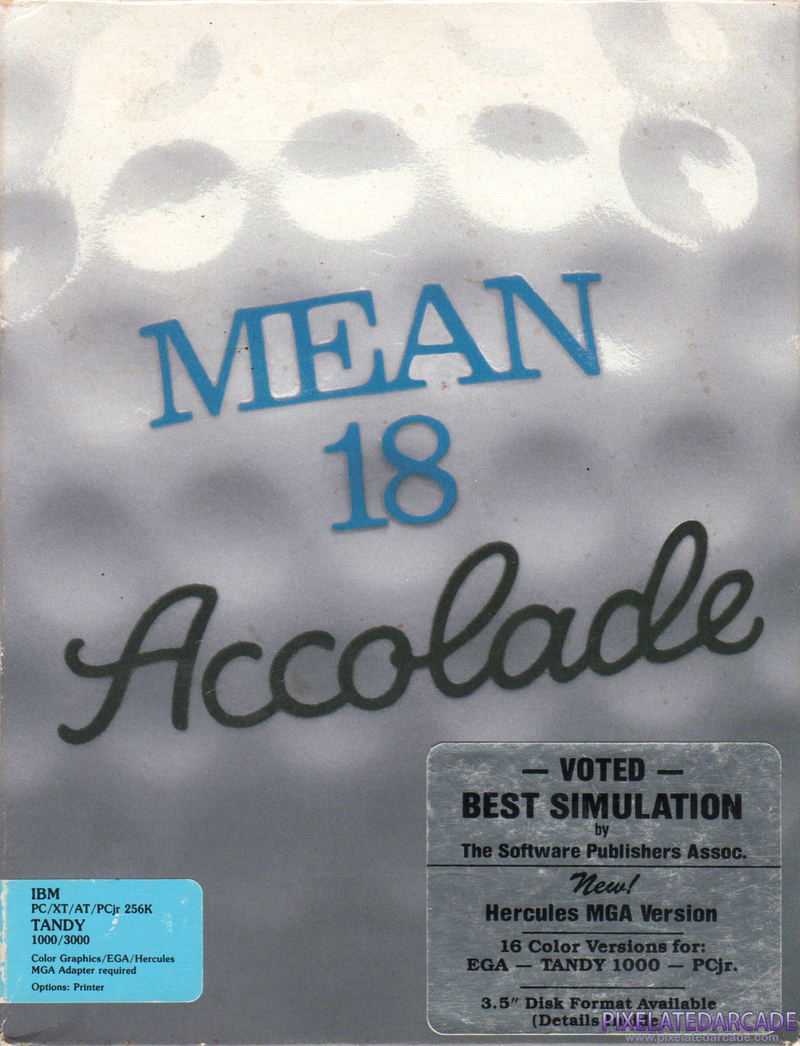 MEAN
18
Accolade
— VOTED —
BEST SIMULATION
by
The Software Publishers Assoc.
New!
Hercules MGA Version
16 Color Versions for:
EGA — TANDY 1000 — PCjr.
3.5" Disk Format Available
(Details
IBM
PC/XT/AT/PCjr 256K
TANDY
1000/3000
Color Graphics/EGA/Hercules
MGA Adapter required
Options: Printer
PIXELATEDARCADE
www.pixelatedarcade.com